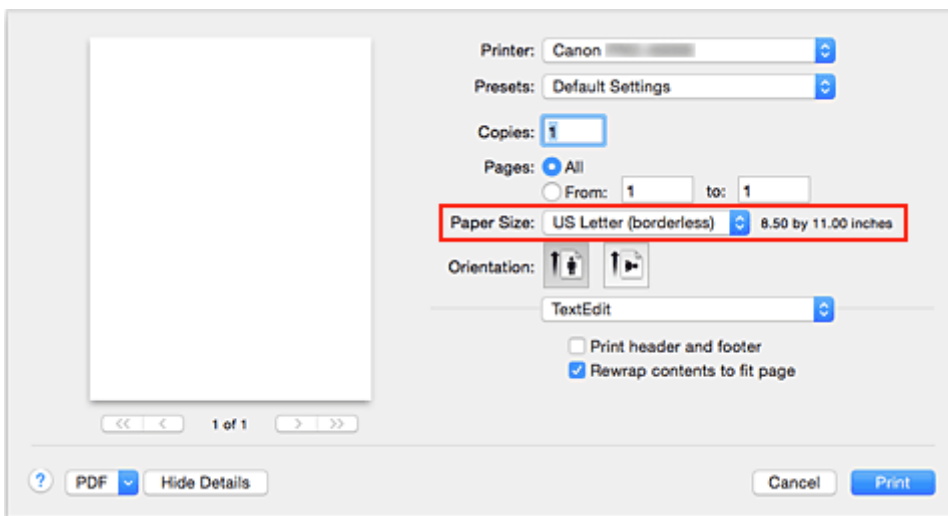 Printer: Canon
Presets: Default Settings
Copies: 1
Pages: All
From: 1 to: 1
Paper Size: US Letter (borderless) 8.50 by 11.00 inches
Orientation:
TextEdit
Print header and footer
Rewrap contents to fit page
1 of 1
? PDF Hide Details Cancel Print